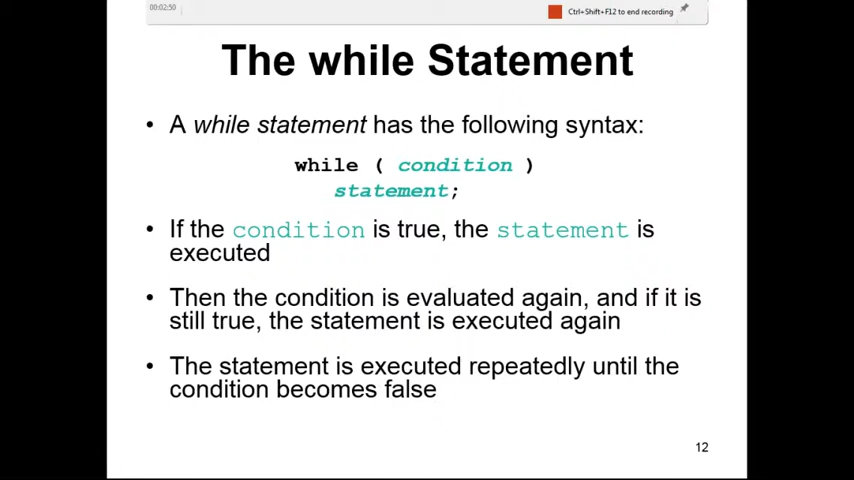 00:02:50
Ctrl+Shift+F12 to end recording
The while Statement
• A while statement has the following syntax:
while ( condition )
statement;
• If the condition is true, the statement is
executed
• Then the condition is evaluated again, and if it is
still true, the statement is executed again
• The statement is executed repeatedly until the
condition becomes false
12